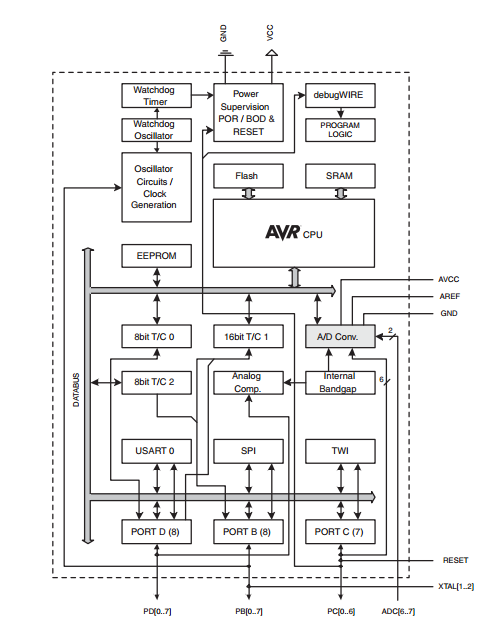 GND
VCC
Watchdog
Timer
Power
Supervision
POR / BOD &
RESET
debugWIRE
Watchdog
Oscillator
PROGRAM
LOGIC
Oscillator
Circuits /
Clock
Generation
Flash
SRAM
AVR CPU
EEPROM
AVCC
AREF
GND
8bit T/C 0
16bit T/C 1
A/D Conv.
2
DATABUS
8bit T/C 2
Analog
Comp.
Internal
Bandgap
6
USART 0
SPI
TWI
PORT D (8)
PORT B (8)
PORT C (7)
RESET
XTAL[1..2]
PD[0..7]
PB[0..7]
PC[0..6]
ADC[6..7]